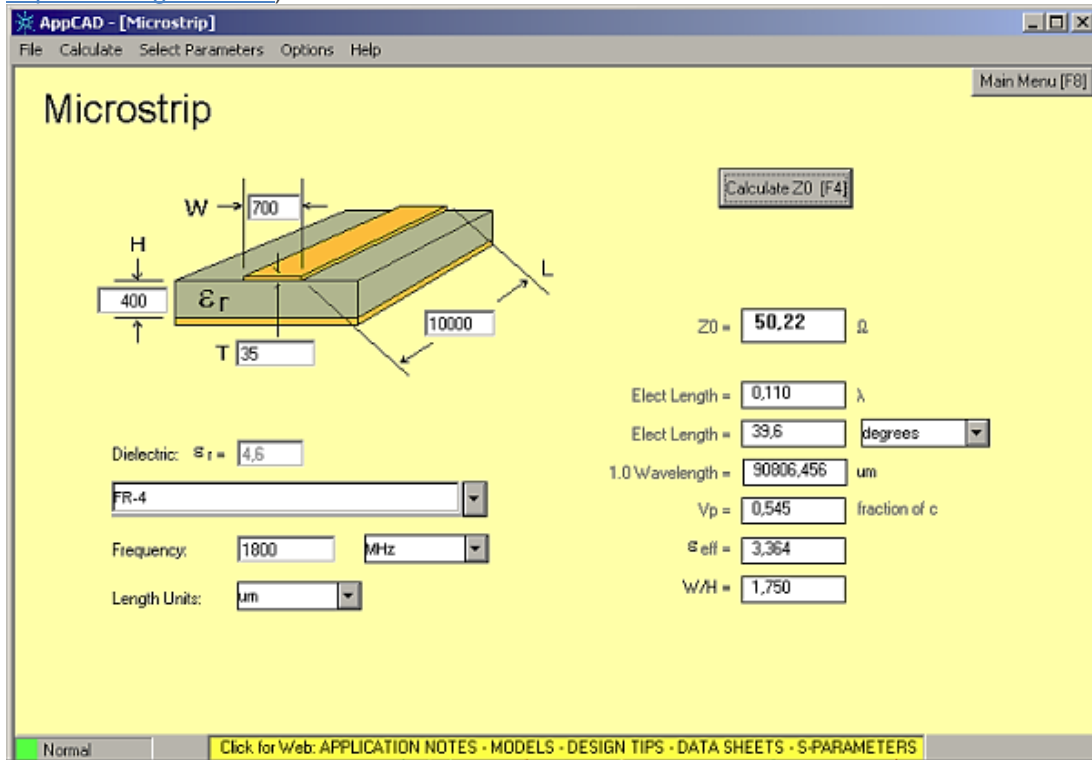 AppCAD - [Microstrip]
File Calculate Select Parameters Options Help
Main Menu [F8]
Microstrip
Calculate Z0 [F4]
W 700
H
400
εr
L
10000
T 35
Z0 = 50,22 Ω
Elect Length = 0,110 λ
Elect Length = 39,6 degrees
Dielectric: εr = 4,6
1.0 Wavelength = 90806,456 um
FR-4
Vp = 0,545 fraction of c
Frequency: 1800 MHz
εeff = 3,364
Length Units: um
W/H = 1,750
Normal
Click for Web: APPLICATION NOTES - MODELS - DESIGN TIPS - DATA SHEETS - S-PARAMETERS